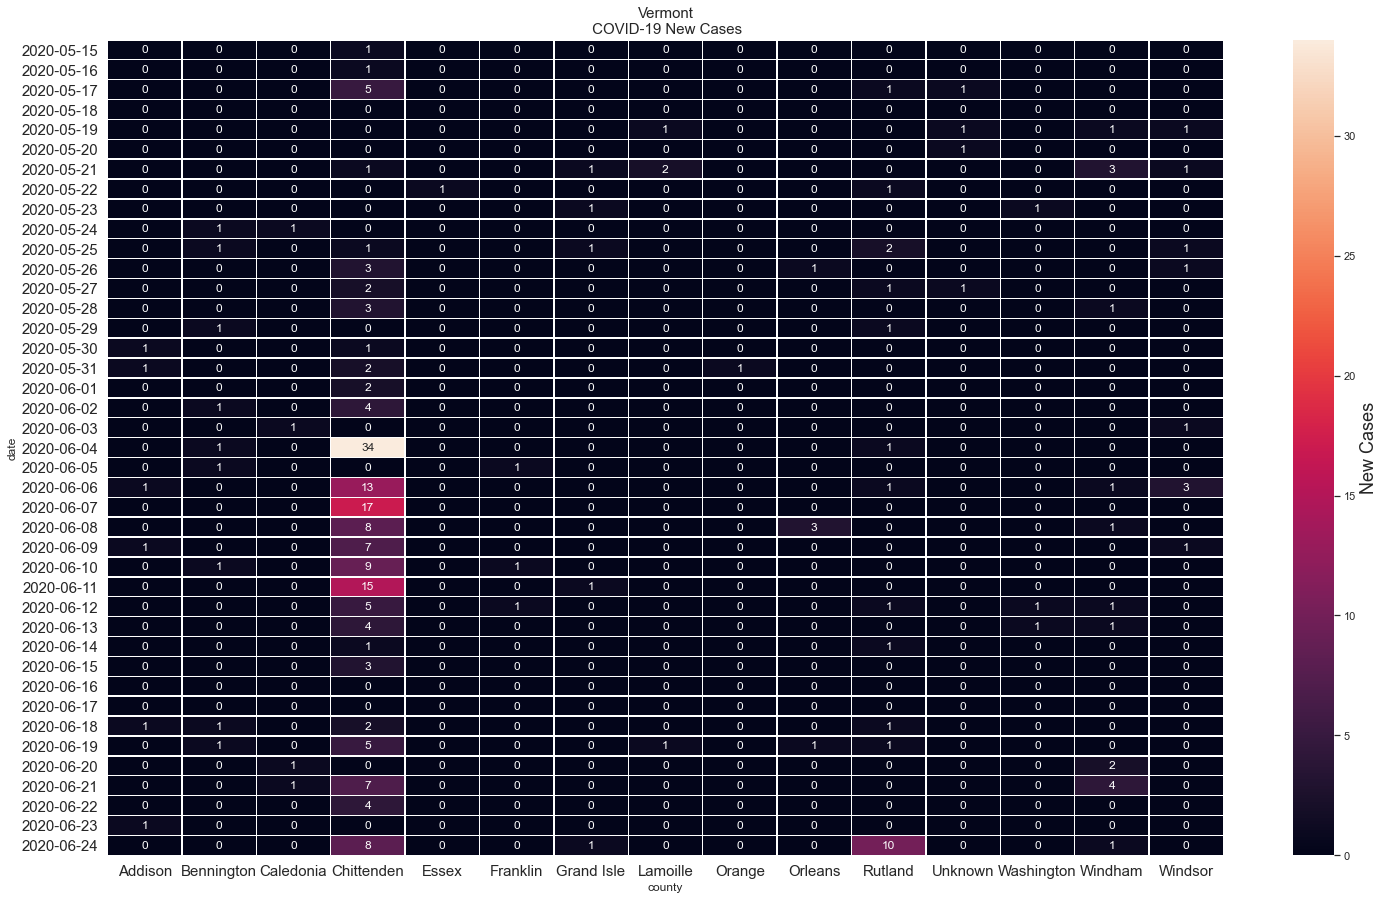 Vermont
COVID-19 New Cases
2020-05-15 0 0 0 1 0 0 0 0 0 0 0 0 0 0 0
2020-05-16 0 0 0 1 0 0 0 0 0 0 0 0 0 0 0
2020-05-17 0 0 0 5 0 0 0 0 0 0 1 1 0 0 0
2020-05-18 0 0 0 0 0 0 0 0 0 0 0 0 0 0 0
2020-05-19 0 0 0 0 0 0 0 1 0 0 0 1 0 1 1
2020-05-20 0 0 0 0 0 0 0 0 0 0 0 1 0 0 0
2020-05-21 0 0 0 1 0 0 1 2 0 0 0 0 0 3 1
2020-05-22 0 0 0 0 1 0 0 0 0 0 1 0 0 0 0
2020-05-23 0 0 0 0 0 0 1 0 0 0 0 0 1 0 0
2020-05-24 0 1 1 0 0 0 0 0 0 0 0 0 0 0 0
2020-05-25 0 1 0 1 0 0 1 0 0 0 2 0 0 0 1
2020-05-26 0 0 0 3 0 0 0 0 0 1 0 0 0 0 1
2020-05-27 0 0 0 2 0 0 0 0 0 0 1 1 0 0 0
2020-05-28 0 0 0 3 0 0 0 0 0 0 0 0 0 1 0
2020-05-29 0 1 0 0 0 0 0 0 0 0 1 0 0 0 0
2020-05-30 1 0 0 1 0 0 0 0 0 0 0 0 0 0 0
2020-05-31 1 0 0 2 0 0 0 0 1 0 0 0 0 0 0
2020-06-01 0 0 0 2 0 0 0 0 0 0 0 0 0 0 0
2020-06-02 0 1 0 4 0 0 0 0 0 0 0 0 0 0 0
2020-06-03 0 0 1 0 0 0 0 0 0 0 0 0 0 0 1
2020-06-04 0 1 0 34 0 0 0 0 0 0 1 0 0 0 0
2020-06-05 0 1 0 0 0 1 0 0 0 0 0 0 0 0 0
2020-06-06 1 0 0 13 0 0 0 0 0 0 1 0 0 1 3
2020-06-07 0 0 0 17 0 0 0 0 0 0 0 0 0 0 0
2020-06-08 0 0 0 8 0 0 0 0 0 3 0 0 0 1 0
2020-06-09 1 0 0 7 0 0 0 0 0 0 0 0 0 0 1
2020-06-10 0 1 0 9 0 1 0 0 0 0 0 0 0 0 0
2020-06-11 0 0 0 15 0 0 1 0 0 0 0 0 0 0 0
2020-06-12 0 0 0 5 0 1 0 0 0 0 1 0 1 1 0
2020-06-13 0 0 0 4 0 0 0 0 0 0 0 0 1 1 0
2020-06-14 0 0 0 1 0 0 0 0 0 0 1 0 0 0 0
2020-06-15 0 0 0 3 0 0 0 0 0 0 0 0 0 0 0
2020-06-16 0 0 0 0 0 0 0 0 0 0 0 0 0 0 0
2020-06-17 0 0 0 0 0 0 0 0 0 0 0 0 0 0 0
2020-06-18 1 1 0 2 0 0 0 0 0 0 1 0 0 0 0
2020-06-19 0 1 0 5 0 0 0 1 0 1 1 0 0 0 0
2020-06-20 0 0 1 0 0 0 0 0 0 0 0 0 0 2 0
2020-06-21 0 0 1 7 0 0 0 0 0 0 0 0 0 4 0
2020-06-22 0 0 0 4 0 0 0 0 0 0 0 0 0 0 0
2020-06-23 1 0 0 0 0 0 0 0 0 0 0 0 0 0 0
2020-06-24 0 0 0 8 0 0 1 0 0 0 10 0 0 1 0
date
Addison Bennington Caledonia Chittenden Essex Franklin Grand Isle Lamoille Orange Orleans Rutland Unknown Washington Windham Windsor
county
30
25
20
15
10
5
0
New Cases